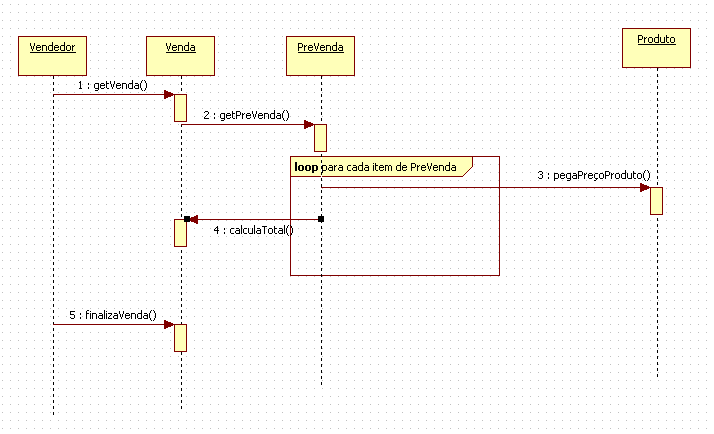 Vendedor
Venda
PreVenda
Produto
1 : getVenda()
2 : getPreVenda()
loop para cada item de PreVenda
3 : pegaPreçoProduto()
4 : calculaTotal()
5 : finalizaVenda()